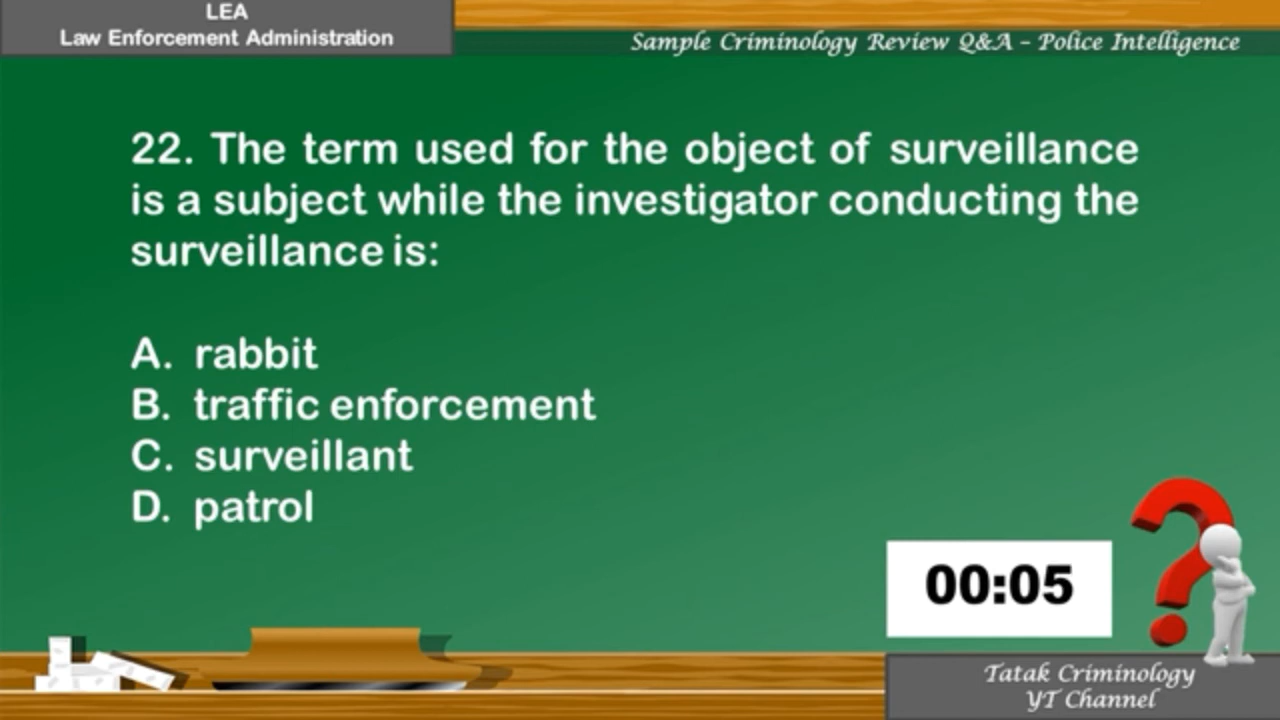 LEA
Law Enforcement Administration
Sample Criminology Review Q&A – Police Intelligence
22. The term used for the object of surveillance
is a subject while the investigator conducting the
surveillance is:
A. rabbit
B. traffic enforcement
C. surveillant
D. patrol
00:05
Tatak Criminology
YT Channel